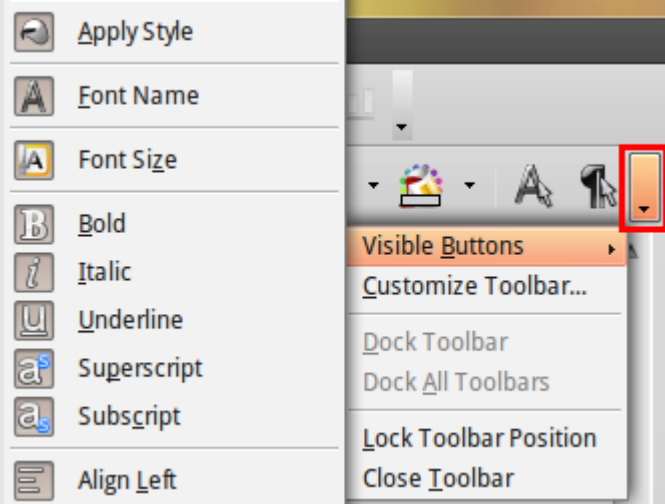 Apply Style
Font Name
Font Size
Bold
Italic
Underline
Superscript
Subscript
Align Left
Visible Buttons
Customize Toolbar...
Dock Toolbar
Dock All Toolbars
Lock Toolbar Position
Close Toolbar